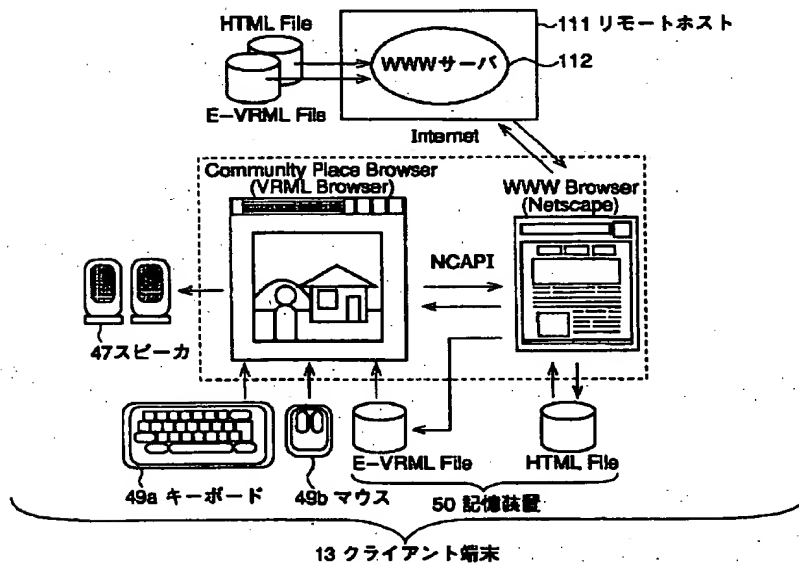 HTML File
111 リモートホスト
WWWサーバ
112
E-VRML File
Internet
Community Place Browser
(VRML Browser)
WWW Browser
(Netscape)
NCAPI
47スピーカ
E-VRML File
HTML File
49a キーボード
49b マウス
50 記憶装置
13 クライアント端末